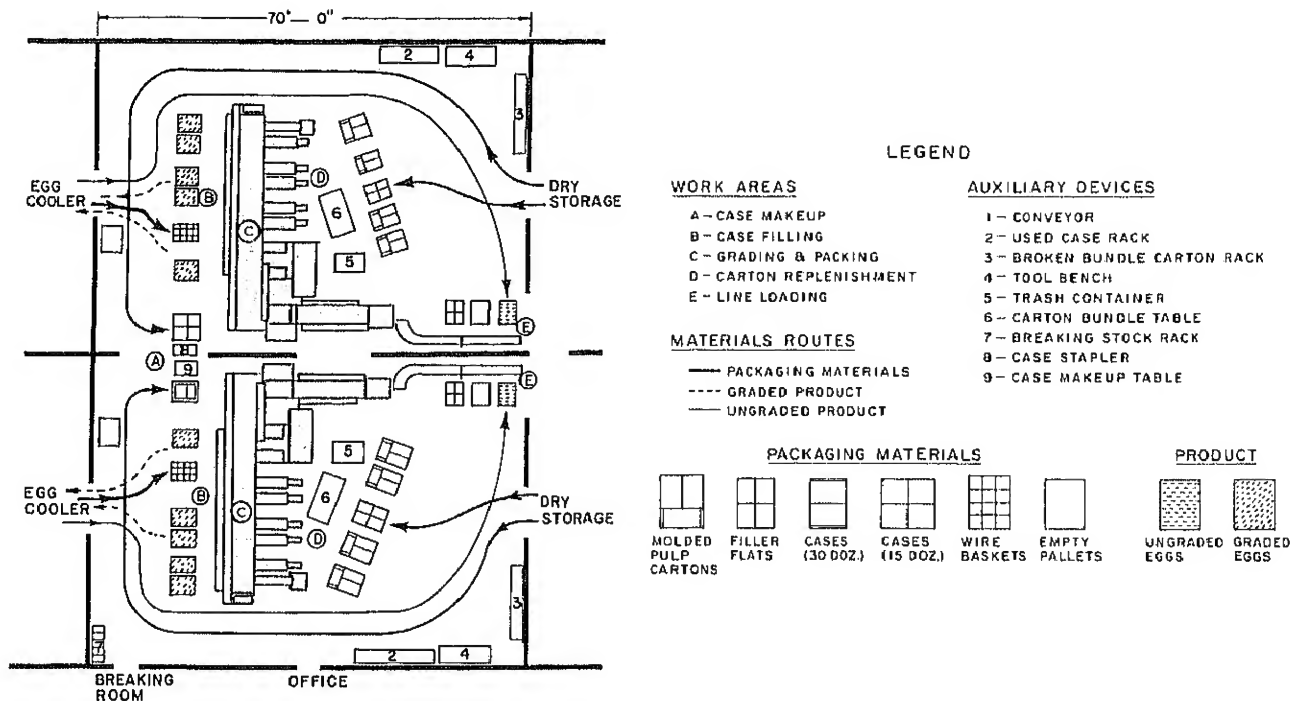 70'— 0"
2
4
3
EGG
COOLER
B
D
C
6
5
DRY
STORAGE
E
A
8
9
E
5
6
B
C
D
EGG
COOLER
DRY
STORAGE
3
7
2
4
BREAKING
ROOM
OFFICE
LEGEND
WORK AREAS
A – CASE MAKEUP
B – CASE FILLING
C – GRADING & PACKING
D – CARTON REPLENISHMENT
E – LINE LOADING
MATERIALS ROUTES
PACKAGING MATERIALS
GRADED PRODUCT
UNGRADED PRODUCT
AUXILIARY DEVICES
1 – CONVEYOR
2 – USED CASE RACK
3 – BROKEN BUNDLE CARTON RACK
4 – TOOL BENCH
5 – TRASH CONTAINER
6 – CARTON BUNDLE TABLE
7 – BREAKING STOCK RACK
8 – CASE STAPLER
9 – CASE MAKEUP TABLE
PACKAGING MATERIALS
MOLDED
PULP
CARTONS
FILLER
FLATS
CASES
(30 DOZ.)
CASES
(15 DOZ.)
WIRE
BASKETS
EMPTY
PALLETS
PRODUCT
UNGRADED
EGGS
GRADED
EGGS